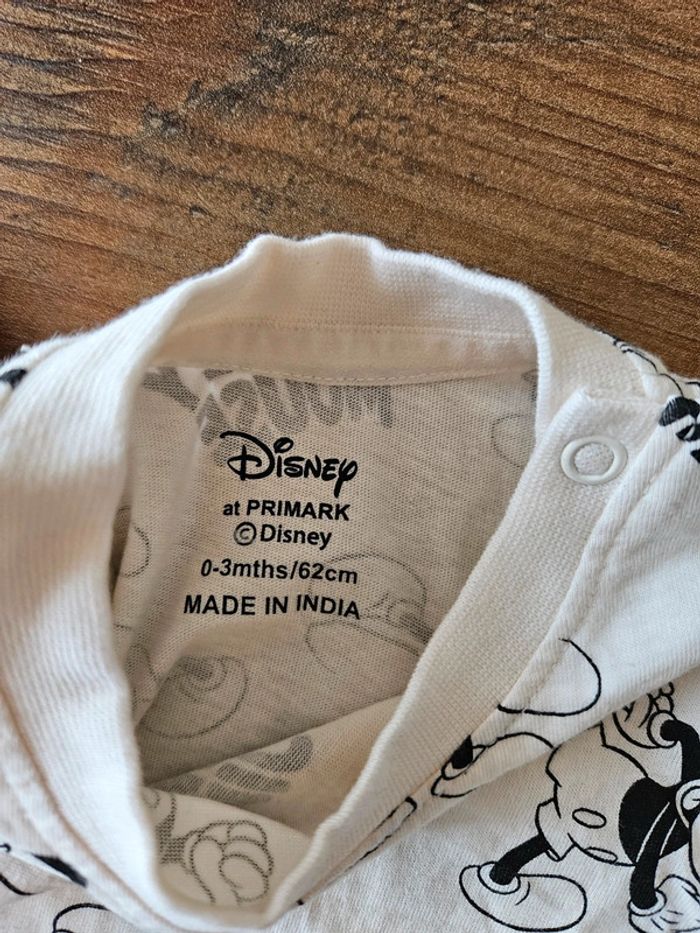 Disney
at PRIMARK
©Disney
0-3mths/62cm
MADE IN INDIA